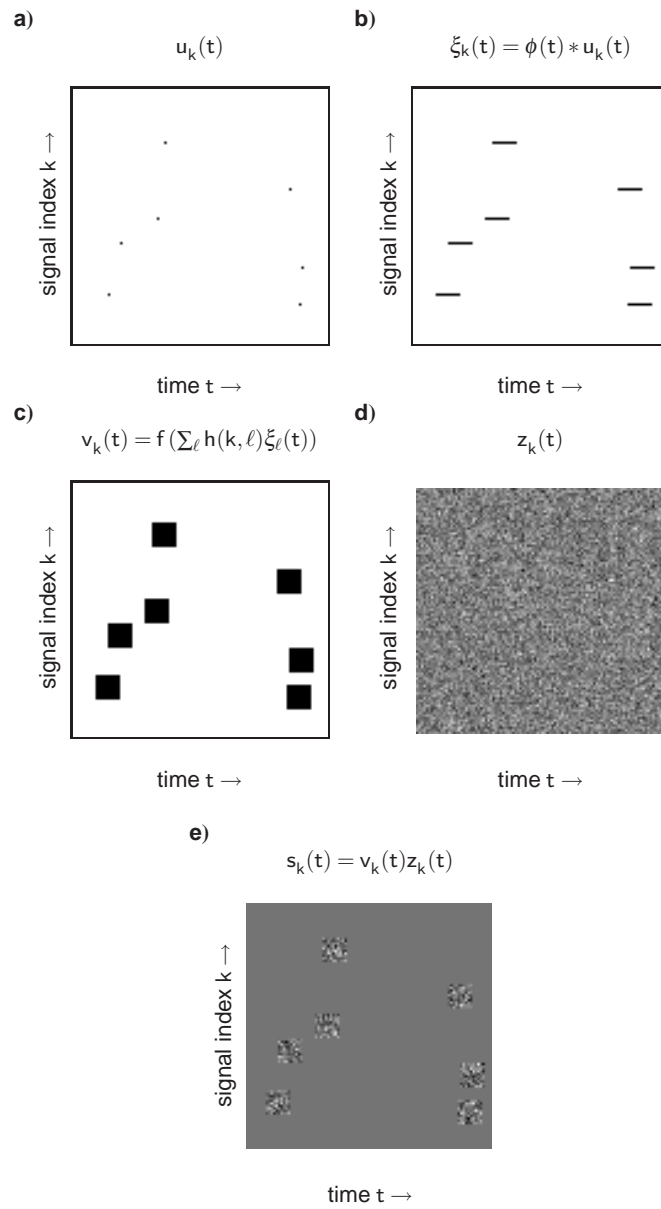 a)
u_k(t)
signal index k →
time t →
b)
ξ_k(t) = ϕ(t) ∗ u_k(t)
signal index k →
time t →
c)
v_k(t) = f (∑_ℓ h(k, ℓ)ξ_ℓ(t))
signal index k →
time t →
d)
z_k(t)
signal index k →
time t →
e)
s_k(t) = v_k(t)z_k(t)
signal index k →
time t →